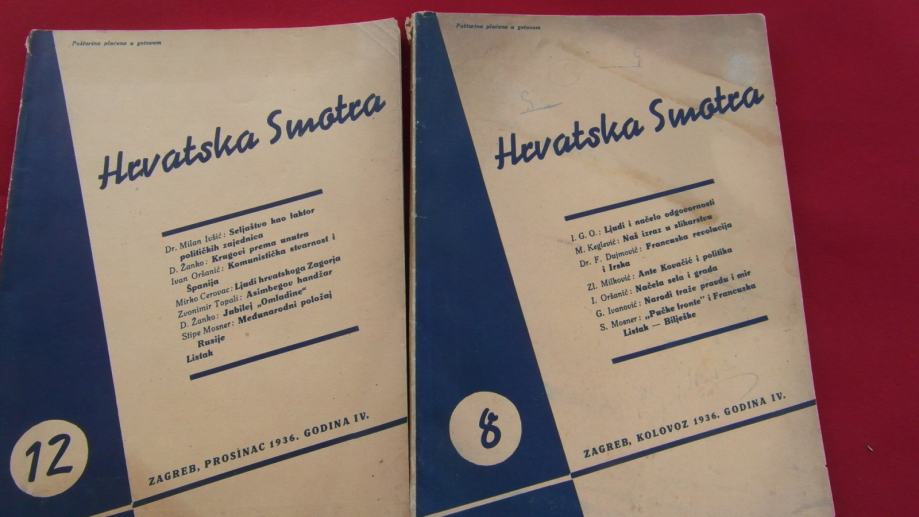 Poštarina plaćena u gotovom
Hrvatska Smotra
Dr. Milan Ivšić: Seljaštvo kao faktor
političkih zajednica
D. Žanko: Krugovi prema unutra
Ivan Oršanić: Komunistička stvarnost i
Španija
Mirko Cerovac: Ljudi hrvatskoga Zagorja
Zvonimir Topali: Asimbegov handžar
D. Žanko: Jubilej „Omladine“
Stipe Mosner: Međunarodni položaj
Rusije
Listak
12
ZAGREB, PROSINAC 1936. GODINA IV.
Poštarina plaćena u gotovom
Hrvatska Smotra
I. G. O.: Ljudi i načelo odgovornosti
M. Keglević: Naš izraz u slikarstvu
Dr. F. Dujmović: Francuska revolucija
i Irska
Zl. Milković: Ante Kovačić i politika
I. Oršanić: Načela sela i grada
G. Ivanović: Narodi traže pravdu i mir
S. Mosner: „Pučke fronte“ i Francuska
Listak — Bilješke
8
ZAGREB, KOLOVOZ 1936. GODINA IV.